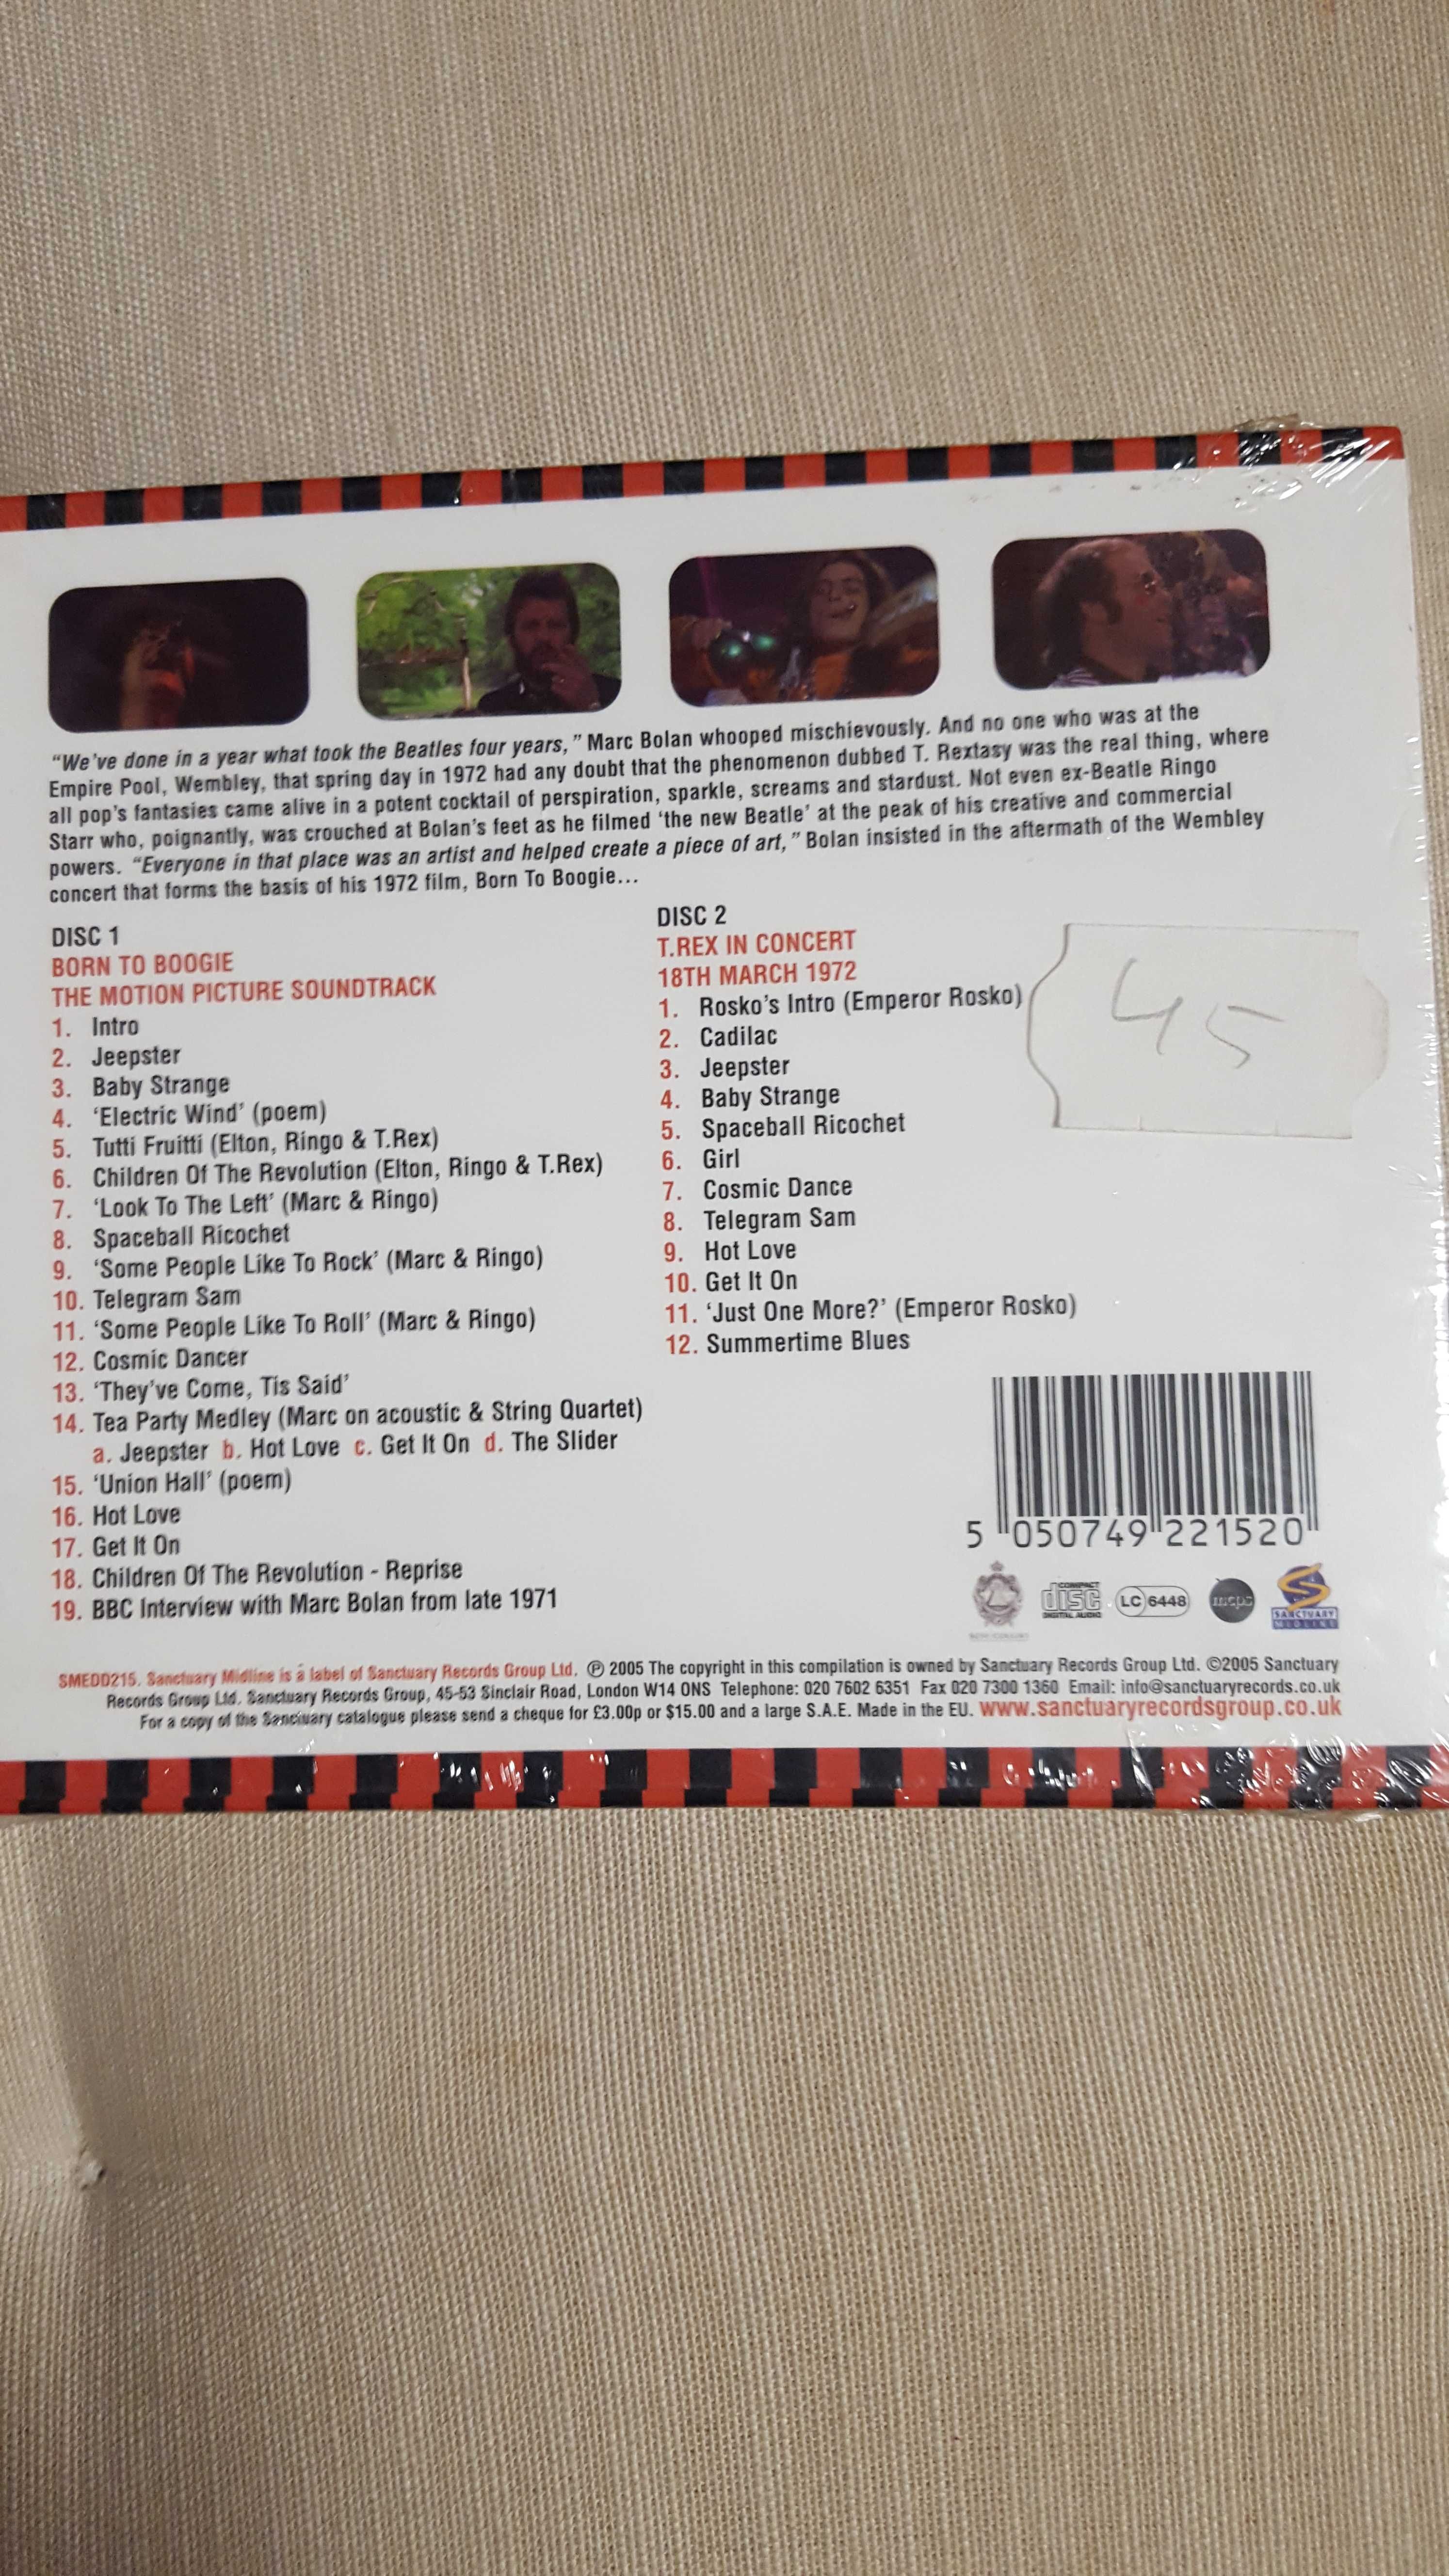 “We’ve done in a year what took the Beatles four years,” Marc Bolan whooped mischievously. And no one who was at the
Empire Pool, Wembley, that spring day in 1972 had any doubt that the phenomenon dubbed T. Rextasy was the real thing, where
all pop’s fantasies came alive in a potent cocktail of perspiration, sparkle, screams and stardust. Not even ex-Beatle Ringo
Starr who, poignantly, was crouched at Bolan’s feet as he filmed ‘the new Beatle’ at the peak of his creative and commercial
powers. “Everyone in that place was an artist and helped create a piece of art,” Bolan insisted in the aftermath of the Wembley
concert that forms the basis of his 1972 film, Born To Boogie...
DISC 1
BORN TO BOOGIE
THE MOTION PICTURE SOUNDTRACK
1. Intro
2. Jeepster
3. Baby Strange
4. ‘Electric Wind’ (poem)
5. Tutti Fruitti (Elton, Ringo & T.Rex)
6. Children Of The Revolution (Elton, Ringo & T.Rex)
7. ‘Look To The Left’ (Marc & Ringo)
8. Spaceball Ricochet
9. ‘Some People Like To Rock’ (Marc & Ringo)
10. Telegram Sam
11. ‘Some People Like To Roll’ (Marc & Ringo)
12. Cosmic Dancer
13. ‘They’ve Come, Tis Said’
14. Tea Party Medley (Marc on acoustic & String Quartet)
a. Jeepster b. Hot Love c. Get It On d. The Slider
15. ‘Union Hall’ (poem)
16. Hot Love
17. Get It On
18. Children Of The Revolution - Reprise
19. BBC Interview with Marc Bolan from late 1971
DISC 2
T.REX IN CONCERT
18TH MARCH 1972
1. Rosko’s Intro (Emperor Rosko)
2. Cadilac
3. Jeepster
4. Baby Strange
5. Spaceball Ricochet
6. Girl
7. Cosmic Dance
8. Telegram Sam
9. Hot Love
10. Get It On
11. ‘Just One More?’ (Emperor Rosko)
12. Summertime Blues
45
5 050749 221520
COMPACT
disc
DIGITAL AUDIO
LC 6448
mcps
SANCTUARY
MIDLINE
SMEDD215. Sanctuary Midline is a label of Sanctuary Records Group Ltd. ℗ 2005 The copyright in this compilation is owned by Sanctuary Records Group Ltd. ©2005 Sanctuary
Records Group Ltd. Sanctuary Records Group, 45-53 Sinclair Road, London W14 0NS Telephone: 020 7602 6351 Fax 020 7300 1360 Email: info@sanctuaryrecords.co.uk
For a copy of the Sanctuary catalogue please send a cheque for £3.00p or $15.00 and a large S.A.E. Made in the EU. www.sanctuaryrecordsgroup.co.uk